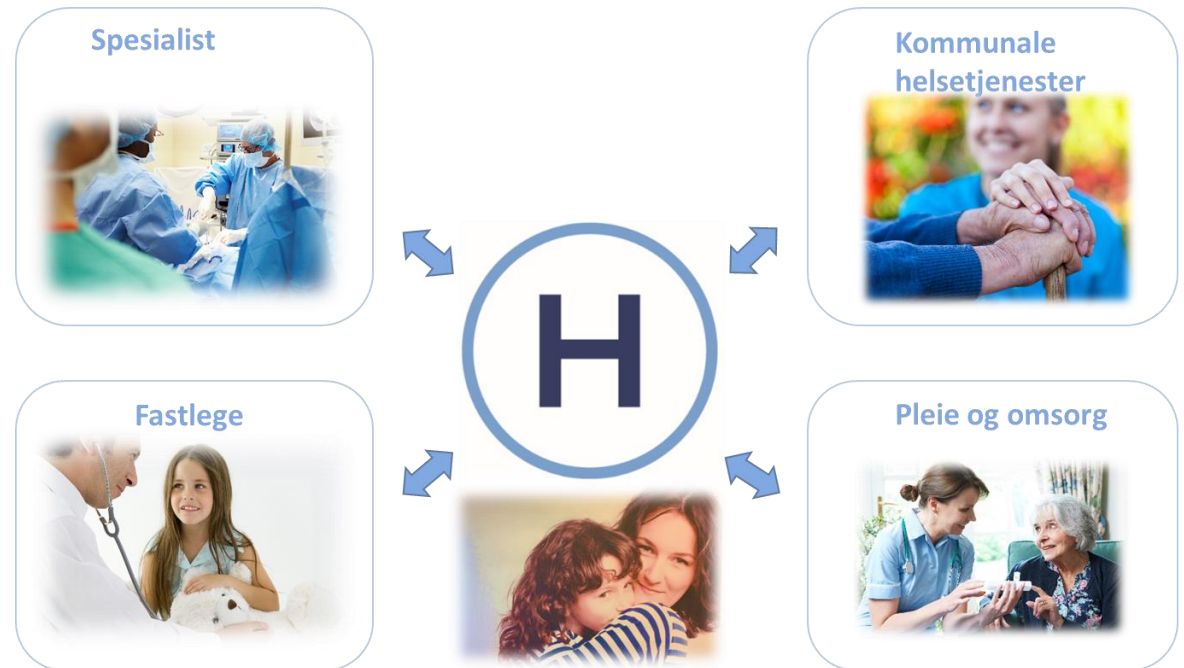 Spesialist
Kommunale
helsetjenester
H
Fastlege
Pleie og omsorg